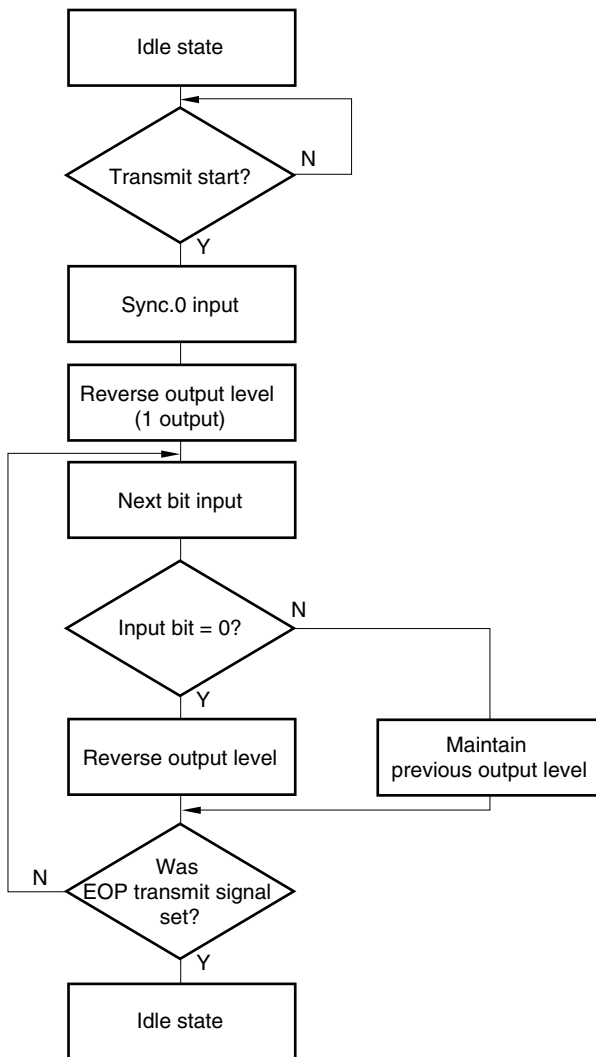 Idle state
N
Transmit start?
Y
Sync.0 input
Reverse output level
(1 output)
Next bit input
N
Input bit = 0?
Y
Reverse output level
Maintain
previous output level
Was
N
EOP transmit signal
set?
Y
Idle state